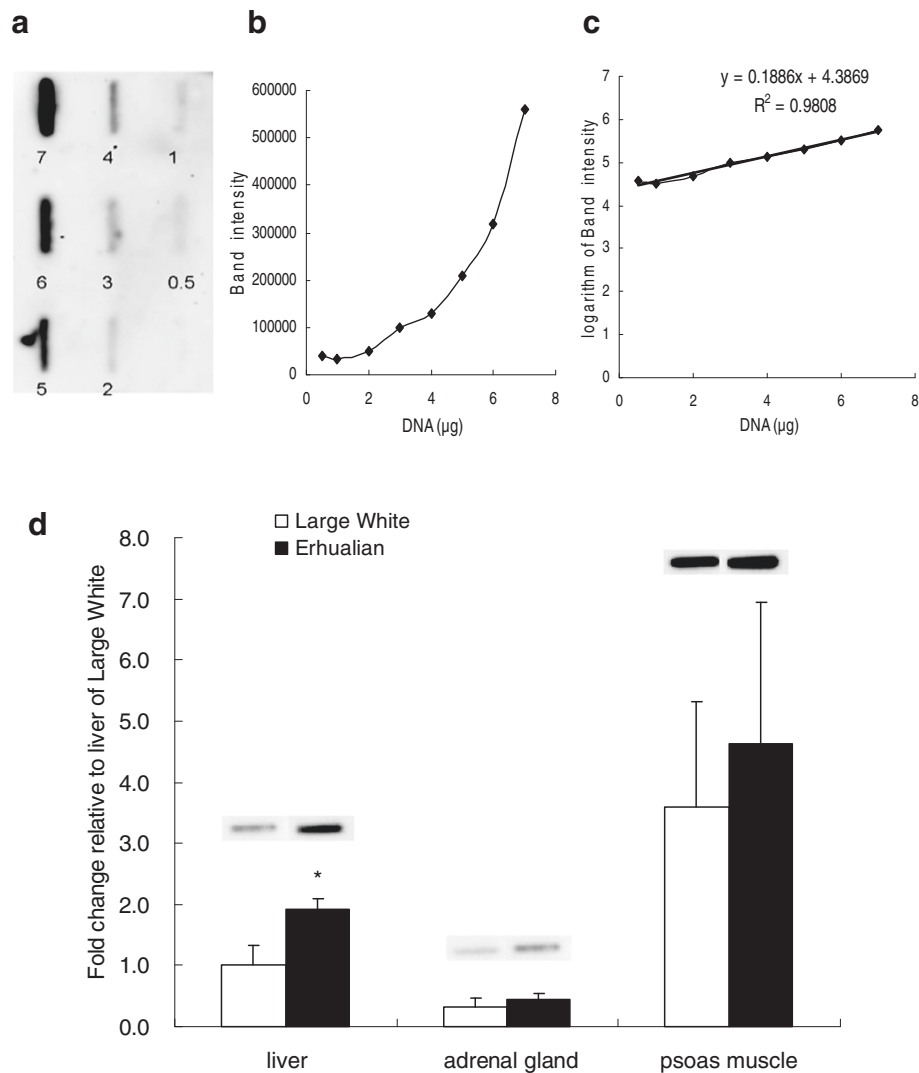 a
7 4 1
6 3 0.5
5 2
b
Band intensity
600000
500000
400000
300000
200000
100000
0
0 2 4 6 8
DNA (µg)
c
y = 0.1886x + 4.3869
R² = 0.9808
logarithm of Band intensity
7
6
5
4
3
2
1
0
0 2 4 6 8
DNA (µg)
d
Large White
Erhualian
Fold change relative to liver of Large White
8.0
7.0
6.0
5.0
4.0
3.0
2.0
1.0
0.0
*
liver adrenal gland psoas muscle